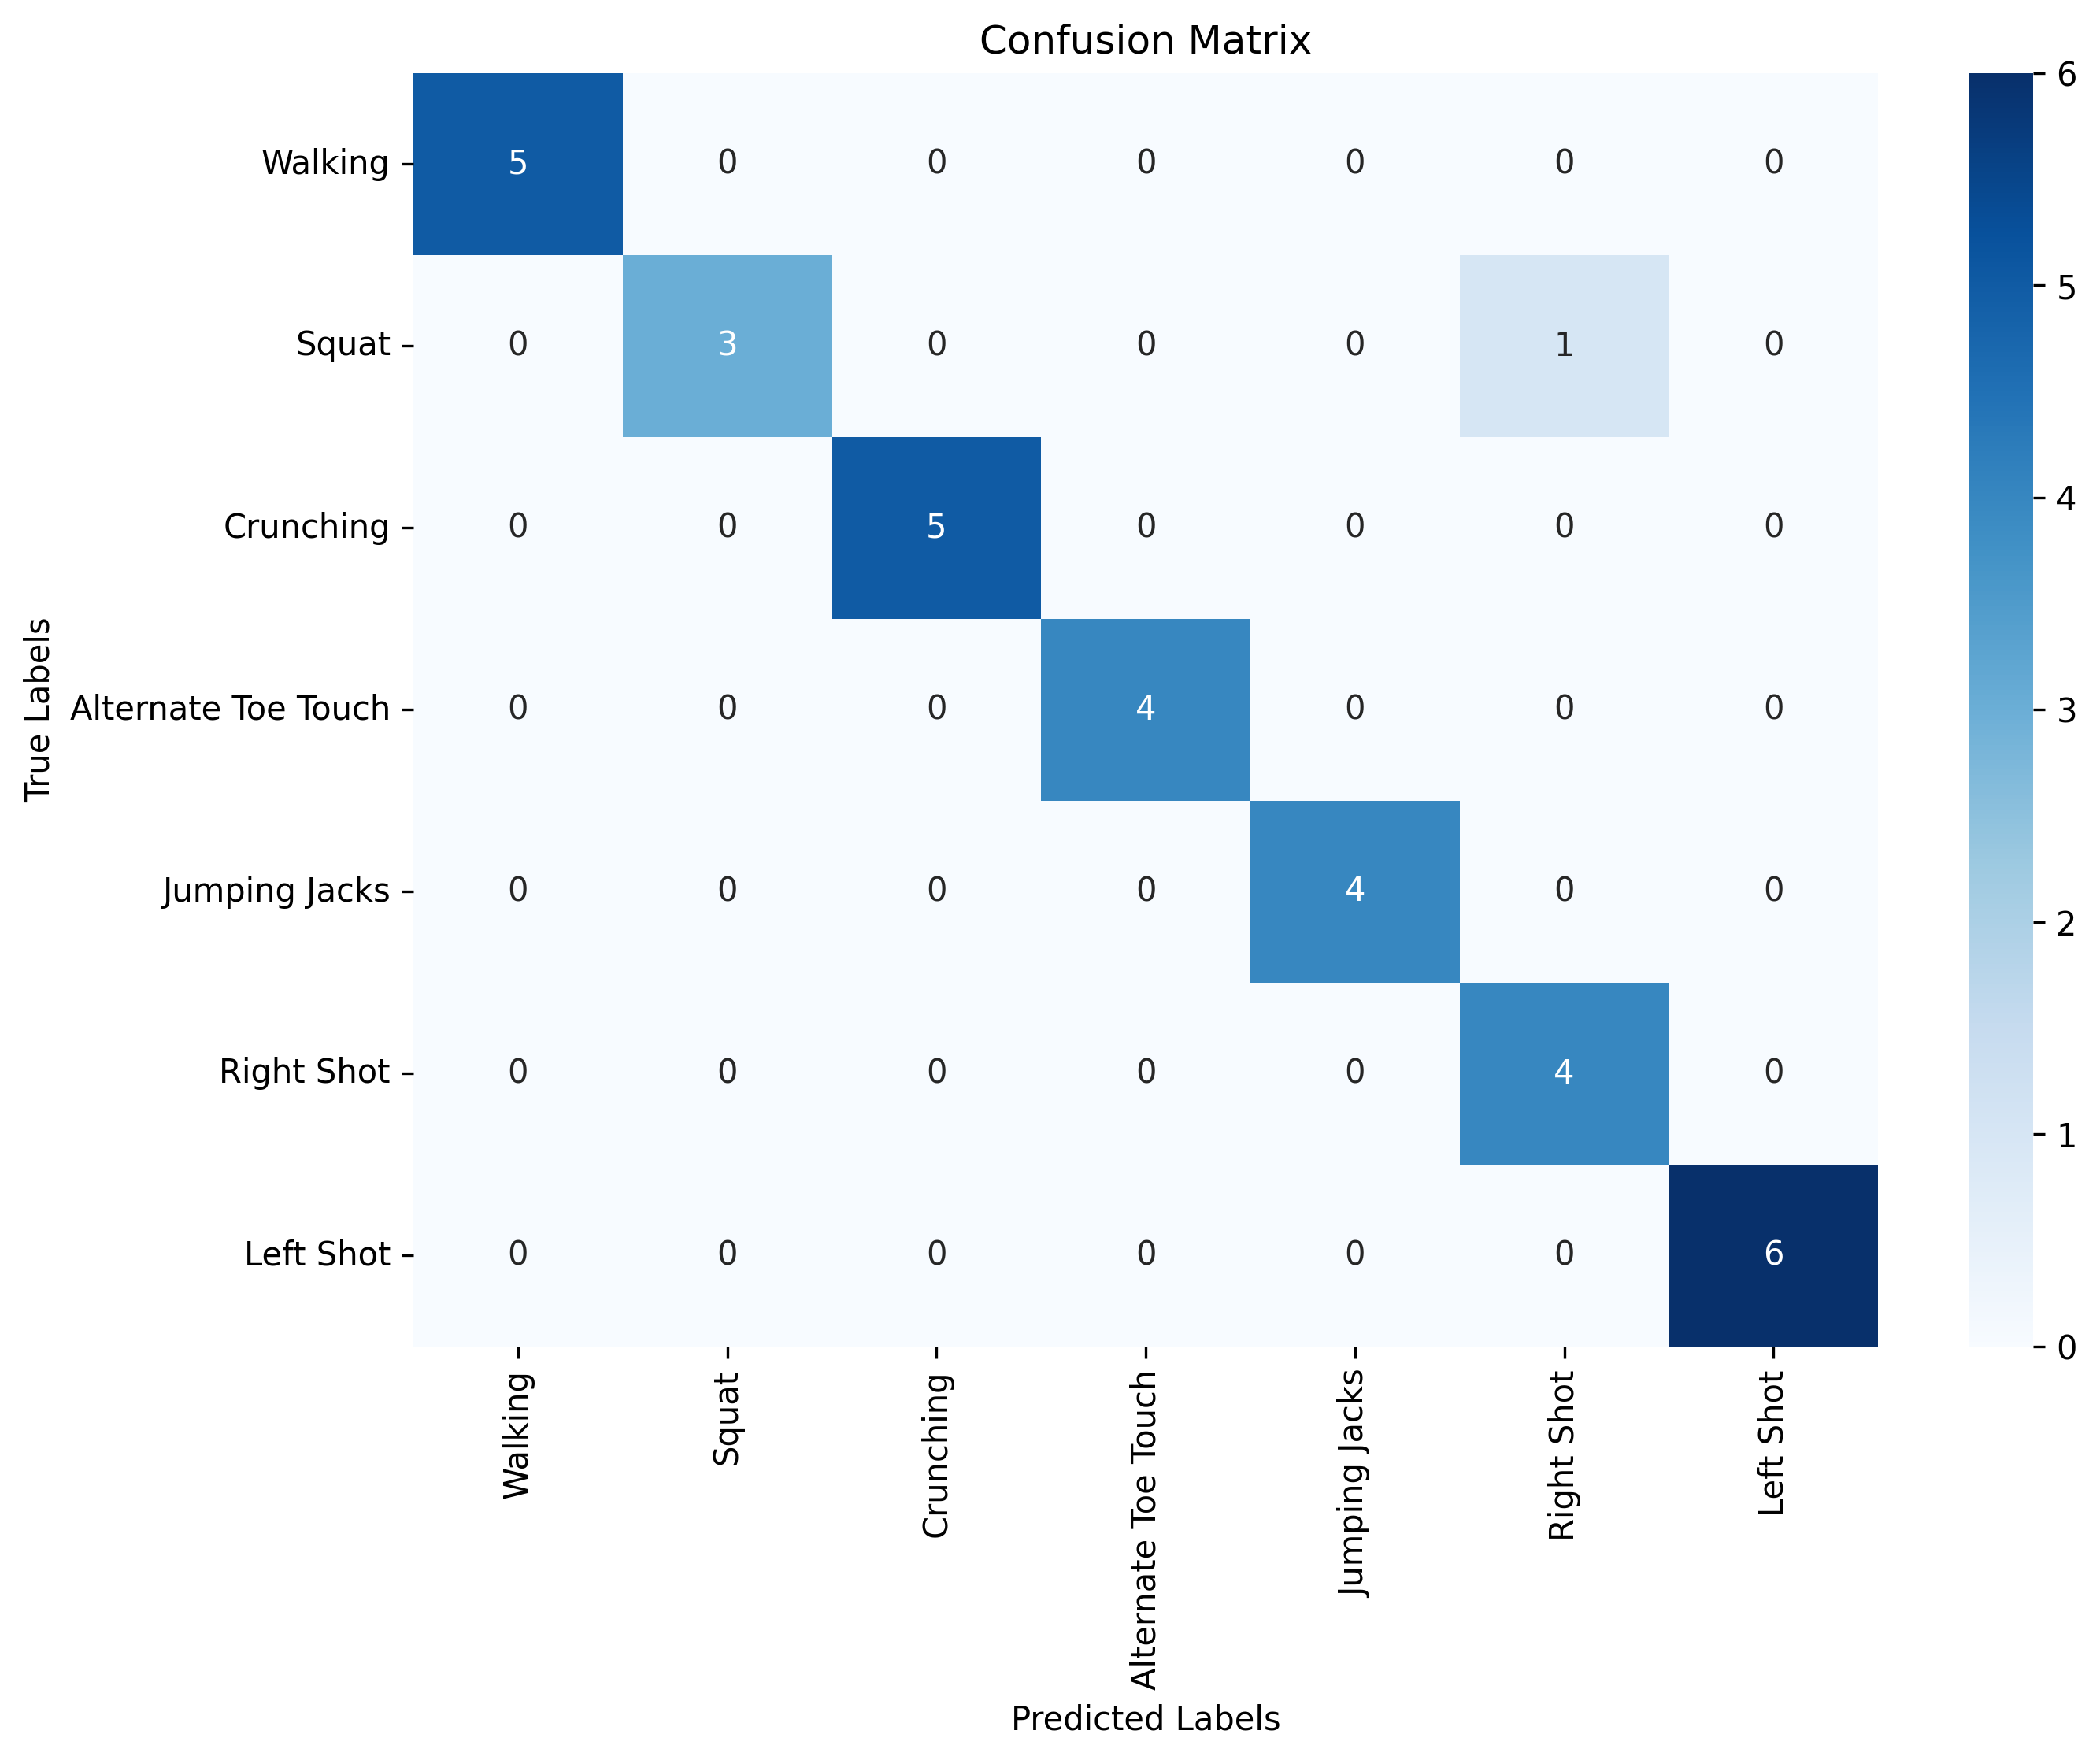 Confusion Matrix
Walking 5 0 0 0 0 0 0
Squat 0 3 0 0 0 1 0
Crunching 0 0 5 0 0 0 0
Alternate Toe Touch 0 0 0 4 0 0 0
Jumping Jacks 0 0 0 0 4 0 0
Right Shot 0 0 0 0 0 4 0
Left Shot 0 0 0 0 0 0 6
True Labels
Walking
Squat
Crunching
Alternate Toe Touch
Jumping Jacks
Right Shot
Left Shot
Predicted Labels
6
5
4
3
2
1
0